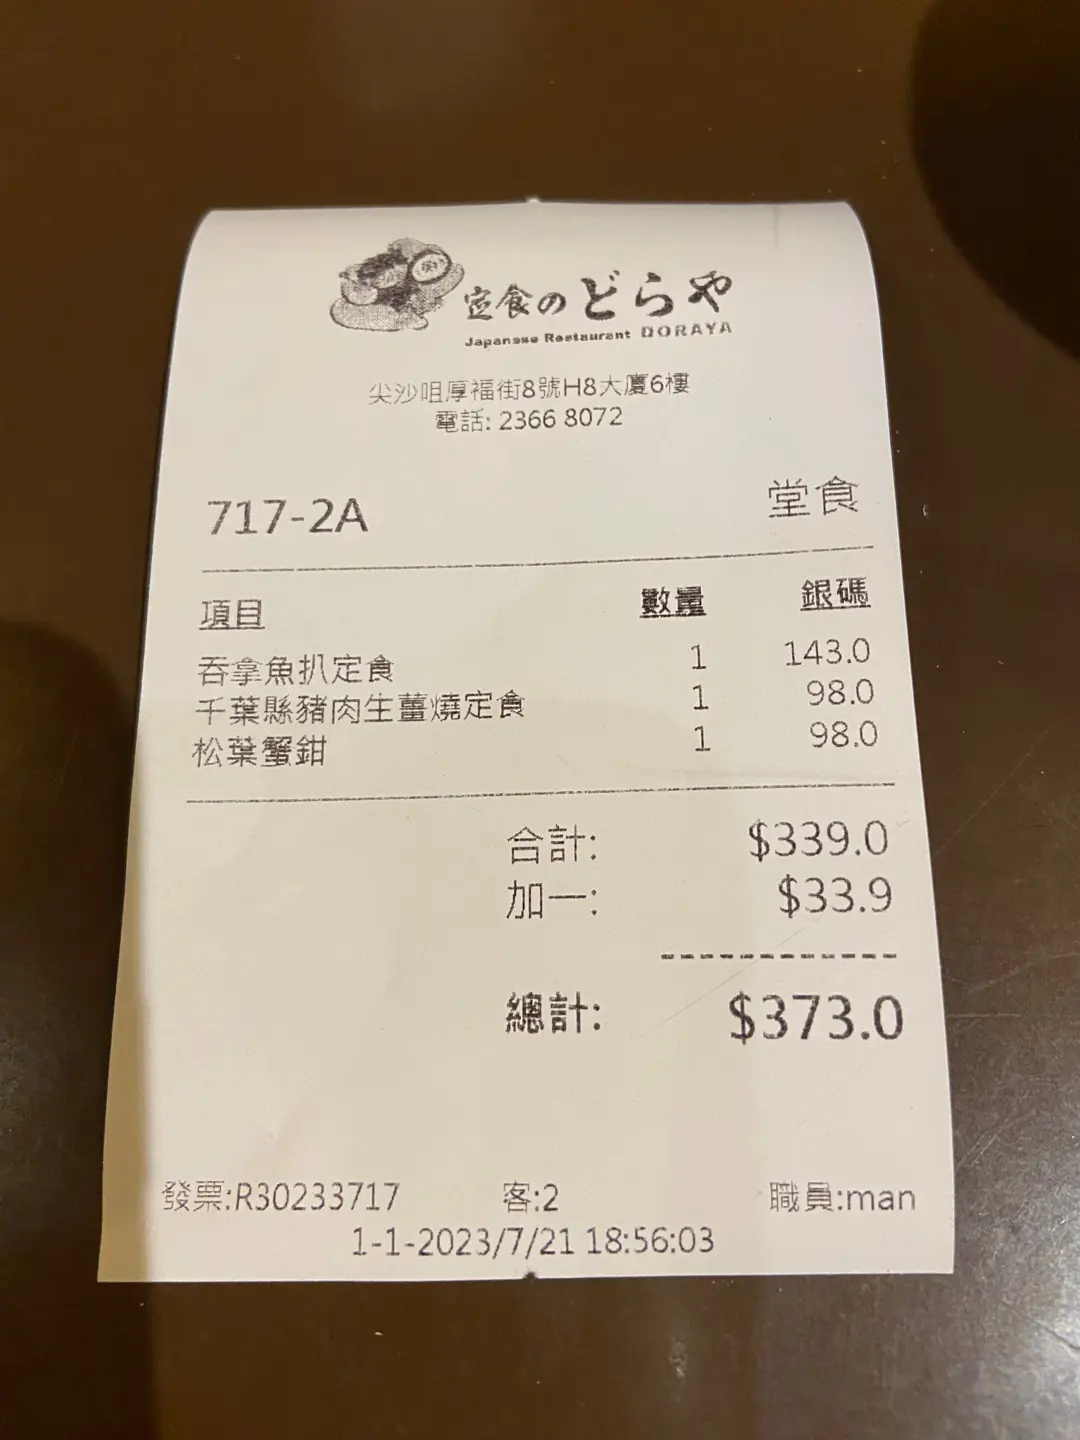 定食のどらや
Japanese Restaurant DORAYA
尖沙咀厚福街8號H8大廈6樓
電話: 2366 8072
717-2A 堂食
項目 數量 銀碼
吞拿魚扒定食 1 143.0
千葉縣豬肉生薑燒定食 1 98.0
松葉蟹鉗 1 98.0
合計: $339.0
加一: $33.9
------------
總計: $373.0
發票:R30233717 客:2 職員:man
1-1-2023/7/21 18:56:03